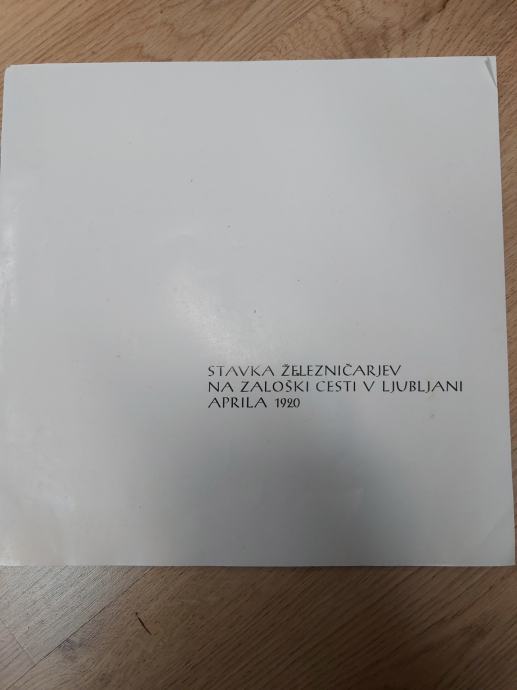 STAVKA ŽELEZNIČARJEV
NA ZALOŠKI CESTI V LJUBLJANI
APRILA 1920